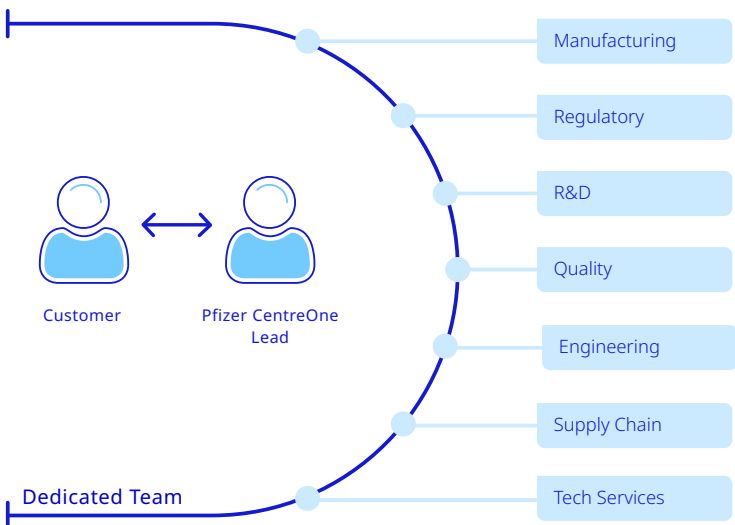 Manufacturing
Regulatory
R&D
Quality
Customer
Pfizer CentreOne
Lead
Engineering
Supply Chain
Dedicated Team
Tech Services